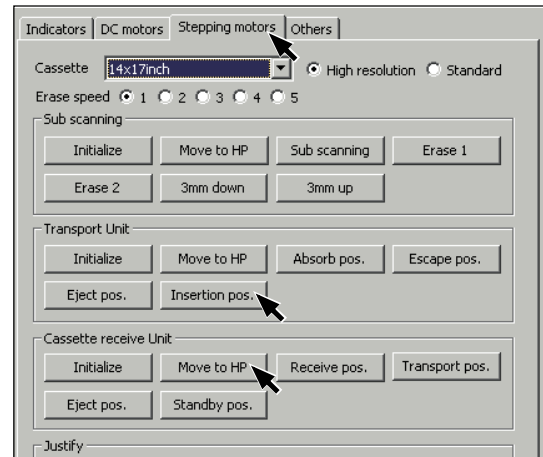 Indicators DC motors Stepping motors Others
Cassette 14x17inch High resolution Standard
Erase speed 1 2 3 4 5
Sub scanning
Initialize Move to HP Sub scanning Erase 1
Erase 2 3mm down 3mm up
Transport Unit
Initialize Move to HP Absorb pos. Escape pos.
Eject pos. Insertion pos.
Cassette receive Unit
Initialize Move to HP Receive pos. Transport pos.
Eject pos. Standby pos.
Justify